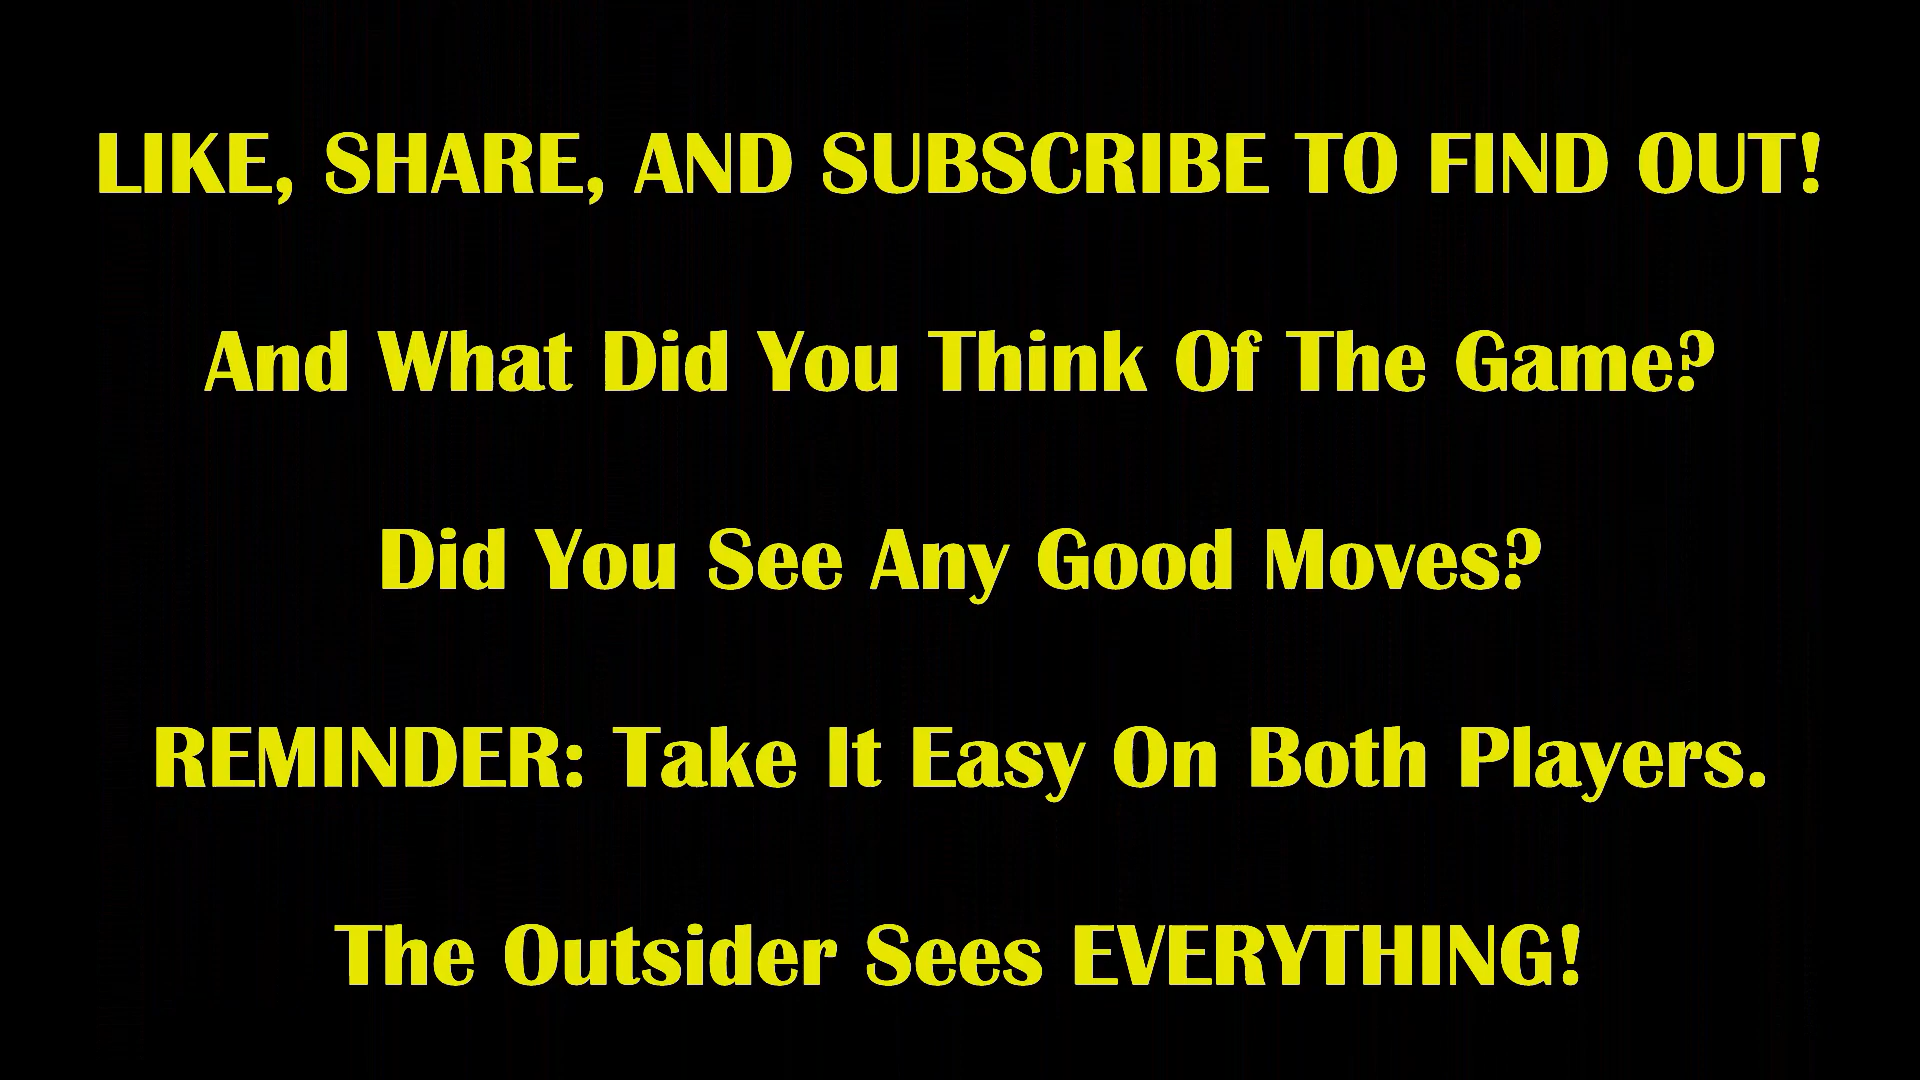 LIKE, SHARE, AND SUBSCRIBE TO FIND OUT!
And What Did You Think Of The Game?
Did You See Any Good Moves?
REMINDER: Take It Easy On Both Players.
The Outsider Sees EVERYTHING!